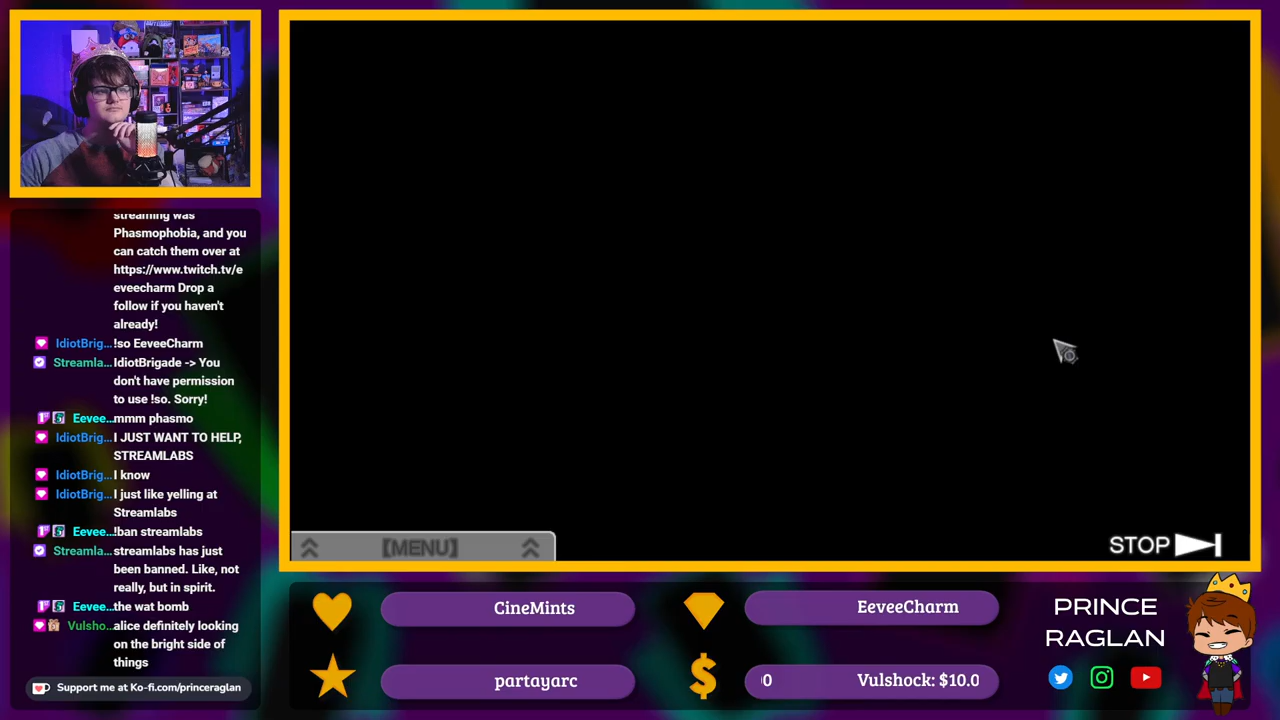 streaming was
Phasmophobia, and you
can catch them over at
https://www.twitch.tv/e
eveecharm Drop a
follow if you haven't
already!
IdiotBrig... !so EeveeCharm
Streamla... IdiotBrigade -> You
don't have permission
to use !so. Sorry!
Eevee... mmm phasmo
IdiotBrig... I JUST WANT TO HELP,
STREAMLABS
IdiotBrig... I know
IdiotBrig... I just like yelling at
Streamlabs
Eevee... !ban streamlabs
Streamla... streamlabs has just
been banned. Like, not
really, but in spirit.
Eevee... the wat bomb
Vulsho... alice definitely looking
on the bright side of
things
Support me at Ko-fi.com/princeraglan
【MENU】
STOP
CineMints
EeveeCharm
partayarc
00
Vulshock: $10.0
PRINCE
RAGLAN